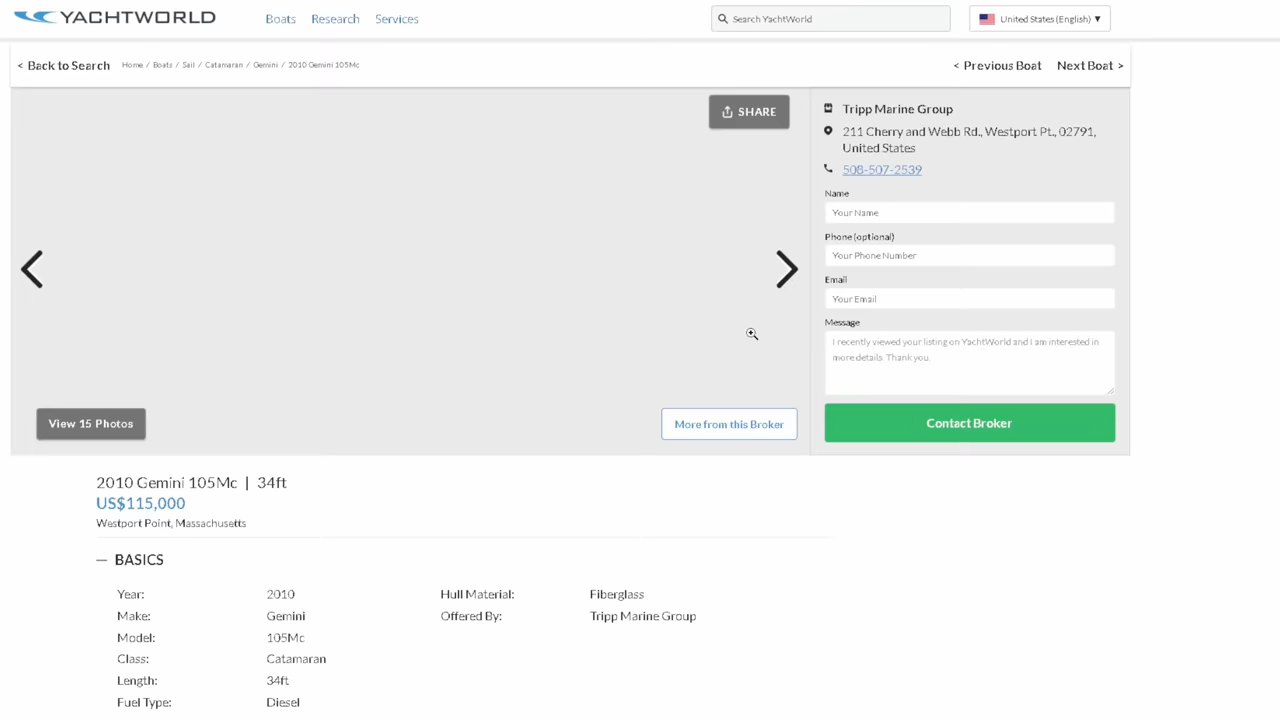 YACHTWORLD
Boats Research Services
Search YachtWorld
United States (English) ▼
< Back to Search
Home / Boats / Sail / Catamaran / Gemini / 2010 Gemini 105Mc
< Previous Boat Next Boat >
SHARE
View 15 Photos
More from this Broker
Tripp Marine Group
211 Cherry and Webb Rd., Westport Pt., 02791,
United States
508-507-2539
Name
Your Name
Phone (optional)
Your Phone Number
Email
Your Email
Message
I recently viewed your listing on YachtWorld and I am interested in
more details. Thank you.
Contact Broker
2010 Gemini 105Mc | 34ft
US$115,000
Westport Point, Massachusetts
— BASICS
Year: 2010 Hull Material: Fiberglass
Make: Gemini Offered By: Tripp Marine Group
Model: 105Mc
Class: Catamaran
Length: 34ft
Fuel Type: Diesel